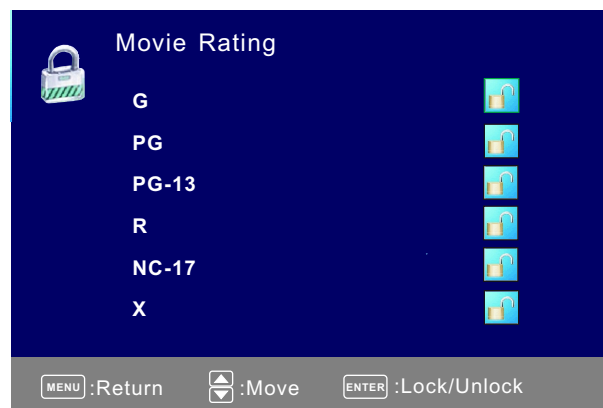 Movie Rating
G
PG
PG-13
R
NC-17
X
MENU :Return :Move ENTER :Lock/Unlock